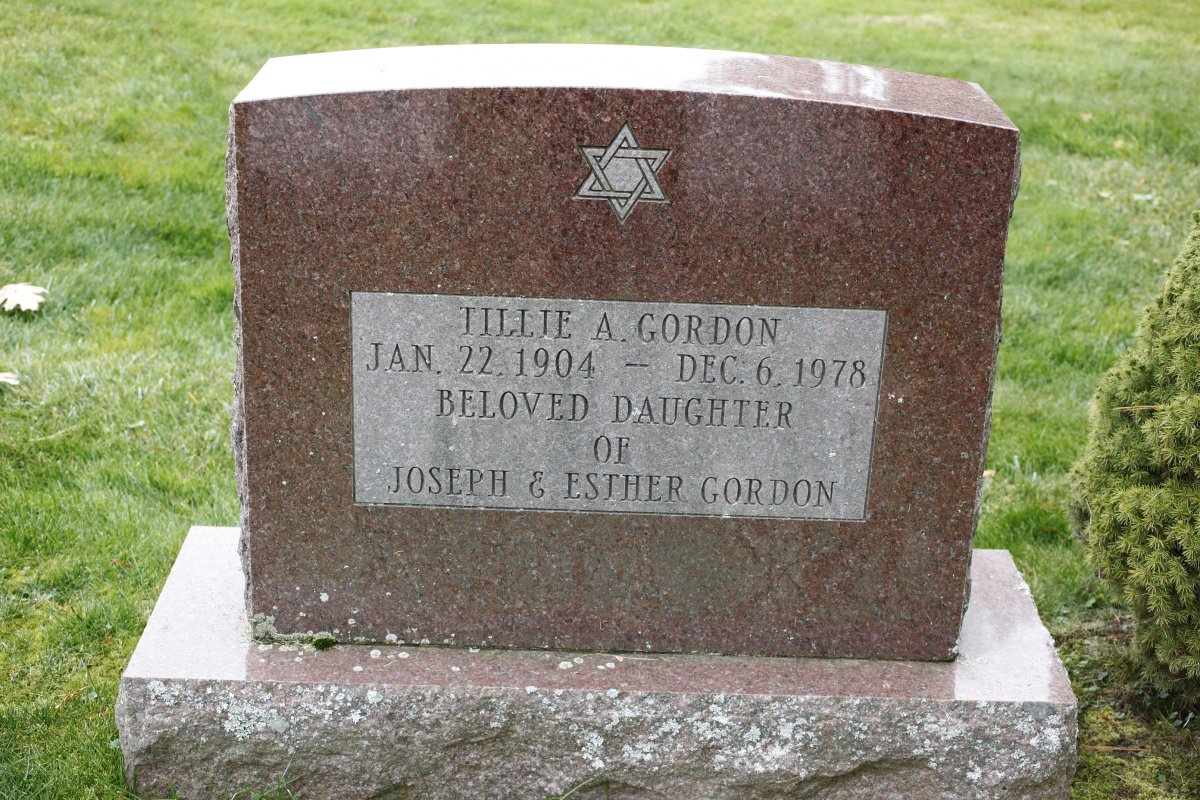 TILLIE A. GORDON
JAN. 22. 1904 — DEC. 6. 1978
BELOVED DAUGHTER
OF
JOSEPH & ESTHER GORDON